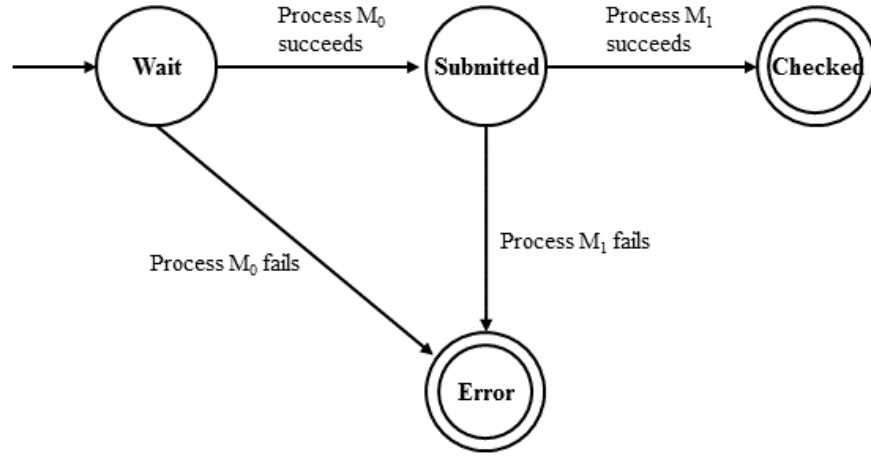 Process M₀
succeeds
Process M₁
succeeds
Wait
Submitted
Checked
Process M₀ fails
Process M₁ fails
Error